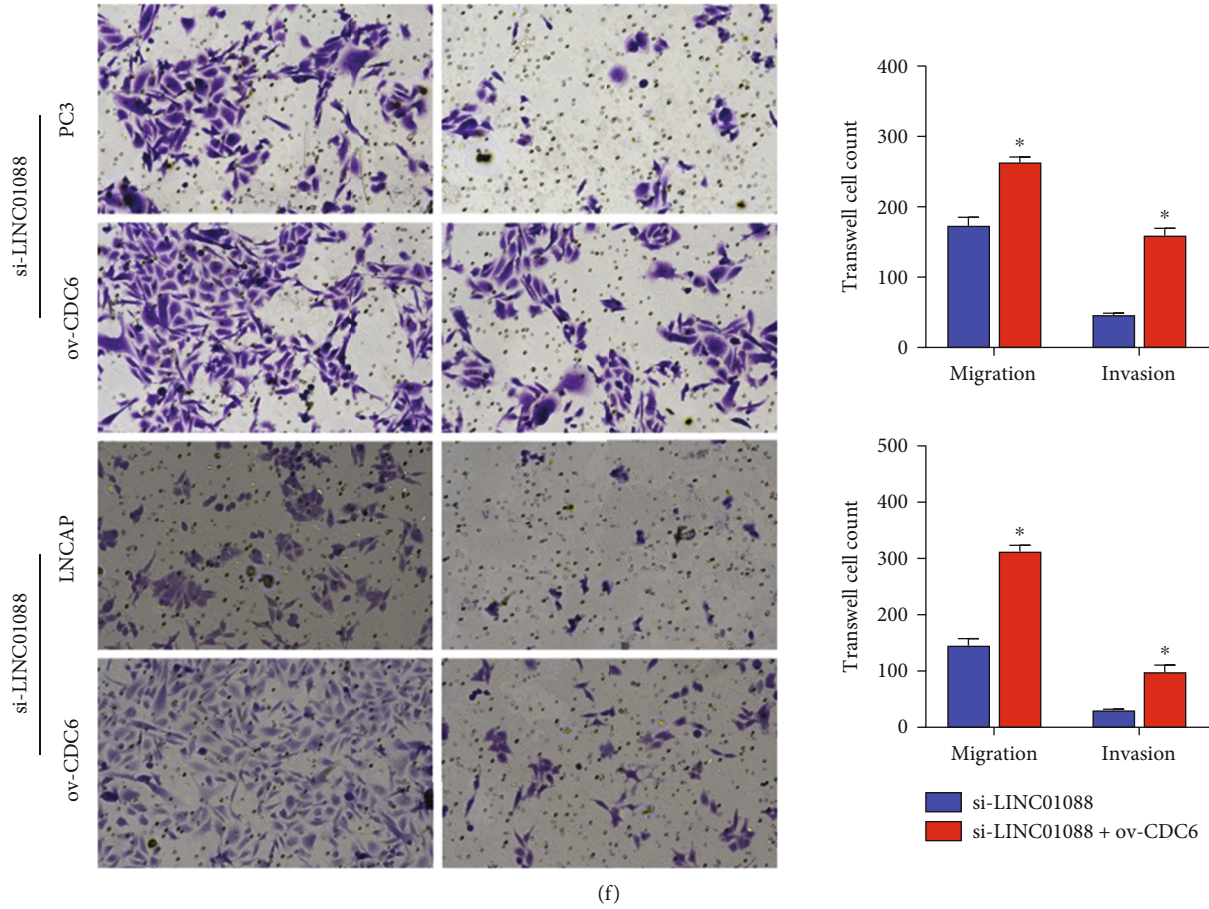 si-LINC01088
PC3
ov-CDC6
si-LINC01088
LNCAP
ov-CDC6
400
300
200
100
0
Transwell cell count
*
*
Migration
Invasion
500
400
300
200
100
0
Transwell cell count
*
*
Migration
Invasion
si-LINC01088
si-LINC01088 + ov-CDC6
(f)